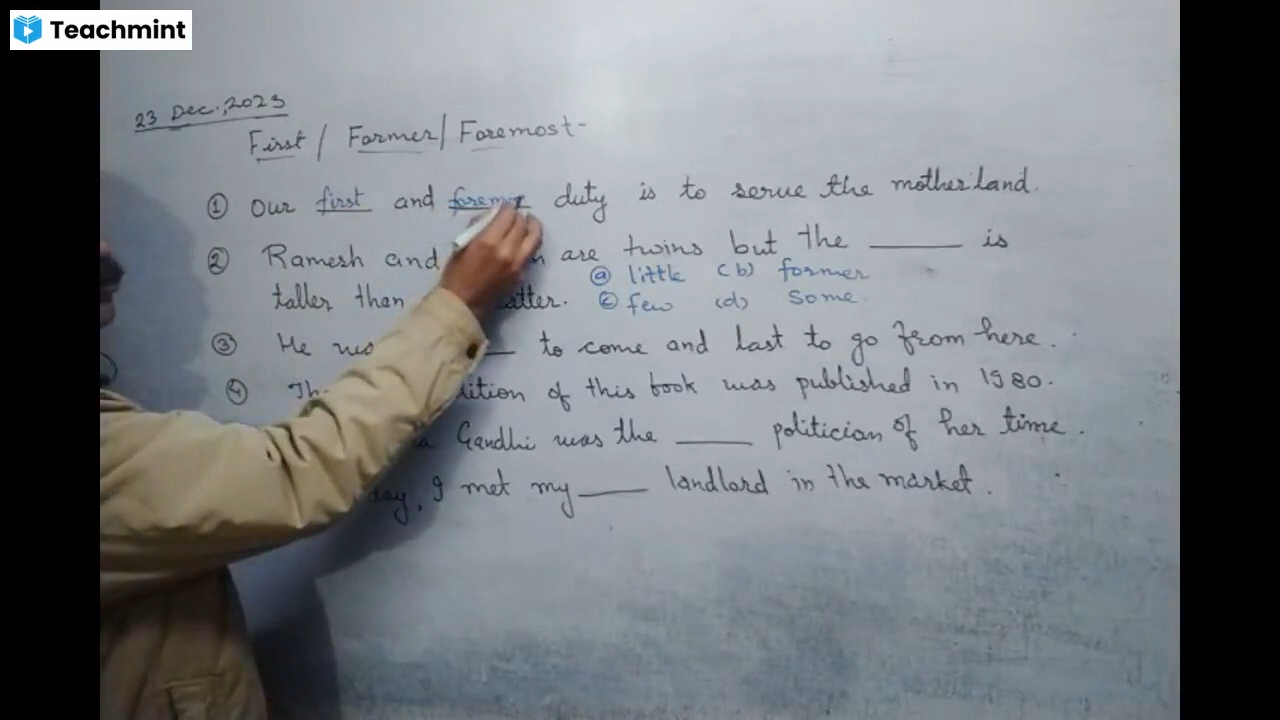 Teachmint
23 Dec., 2023
First / Former / Foremost-
① Our first and duty is to serve the motherland.
② Ramesh and are twins but the ______ is
(a) little (b) former
taller than latter. (c) few (d) some.
③ He to come and last to go from here.
④ edition of this book was published in 1980.
Gandhi was the ______ politician of her time.
I met my ______ landlord in the market.